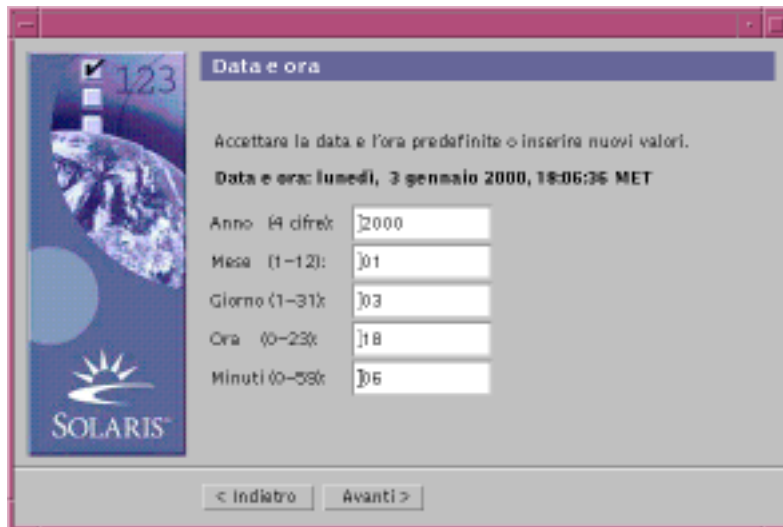 123
Data e ora
Accettare la data e l'ora predefinite o inserire nuovi valori.
Data e ora: lunedì, 3 gennaio 2000, 18:06:36 MET
Anno (4 cifre): 2000
Mese (1-12): 01
Giorno (1-31): 03
Ora (0-23): 18
Minuti (0-59): 06
SOLARIS™
< Indietro
Avanti >